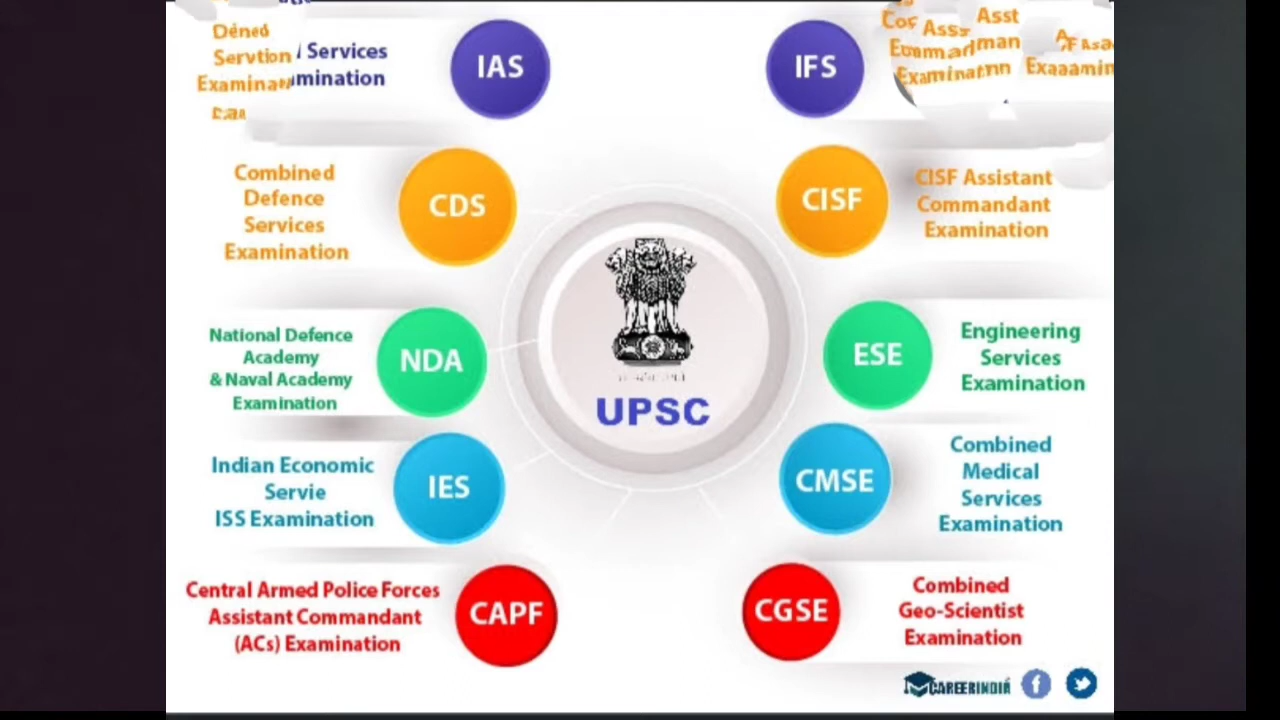 Services
IAS
IFS
Combined
Defence
Services
Examination
CDS
CISF
CISF Assistant
Commandant
Examination
National Defence
Academy
& Naval Academy
Examination
NDA
ESE
Engineering
Services
Examination
UPSC
Indian Economic
Servie
ISS Examination
IES
CMSE
Combined
Medical
Services
Examination
Central Armed Police Forces
Assistant Commandant
(ACs) Examination
CAPF
CGSE
Combined
Geo-Scientist
Examination
CAREERINDIA